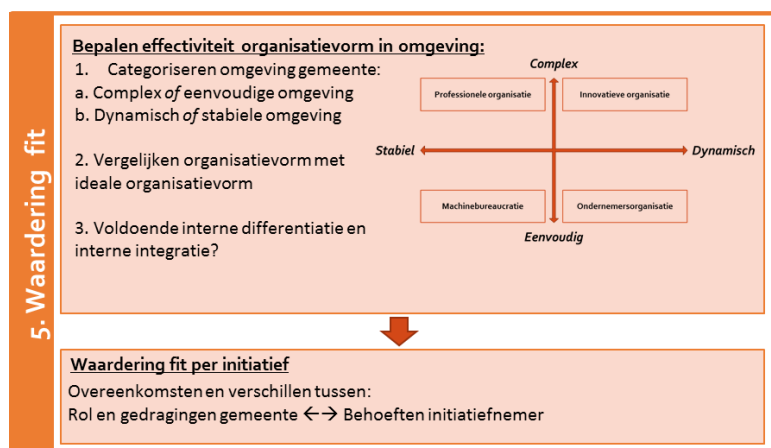 5. Waardering fit
Bepalen effectiviteit organisatievorm in omgeving:
1. Categoriseren omgeving gemeente:
a. Complex of eenvoudige omgeving
b. Dynamisch of stabiele omgeving
2. Vergelijken organisatievorm met
ideale organisatievorm
3. Voldoende interne differentiatie en
interne integratie?
Complex
Professionele organisatie
Innovatieve organisatie
Stabiel
Dynamisch
Machinebureaucratie
Ondernemersorganisatie
Eenvoudig
Waardering fit per initiatief
Overeenkomsten en verschillen tussen:
Rol en gedragingen gemeente ←→ Behoeften initiatiefnemer